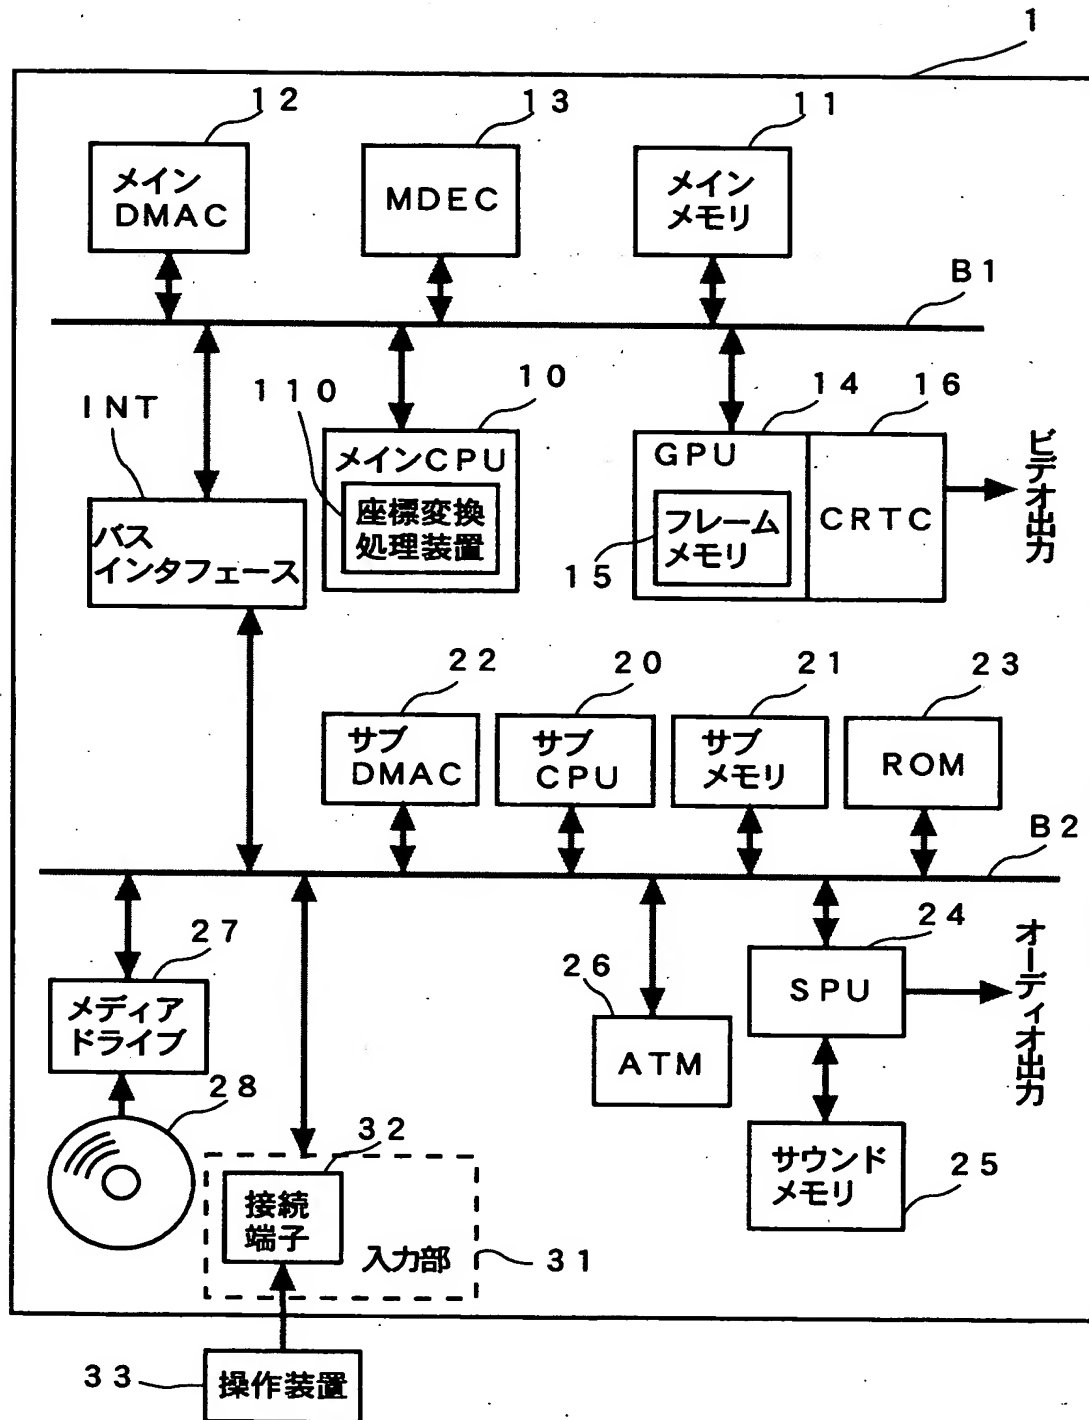 1
12
13
11
メイン
DMAC
MDEC
メイン
メモリ
B1
INT
110
10
14
16
メインCPU
座標変換
処理装置
GPU
フレーム
メモリ
15
CRTC
ビデオ出力
バス
インタフェース
22
20
21
23
サブ
DMAC
サブ
CPU
サブ
メモリ
ROM
B2
27
メディア
ドライブ
28
26
ATM
24
SPU
オーディオ出力
サウンド
メモリ
25
32
接続
端子
入力部
31
33
操作装置